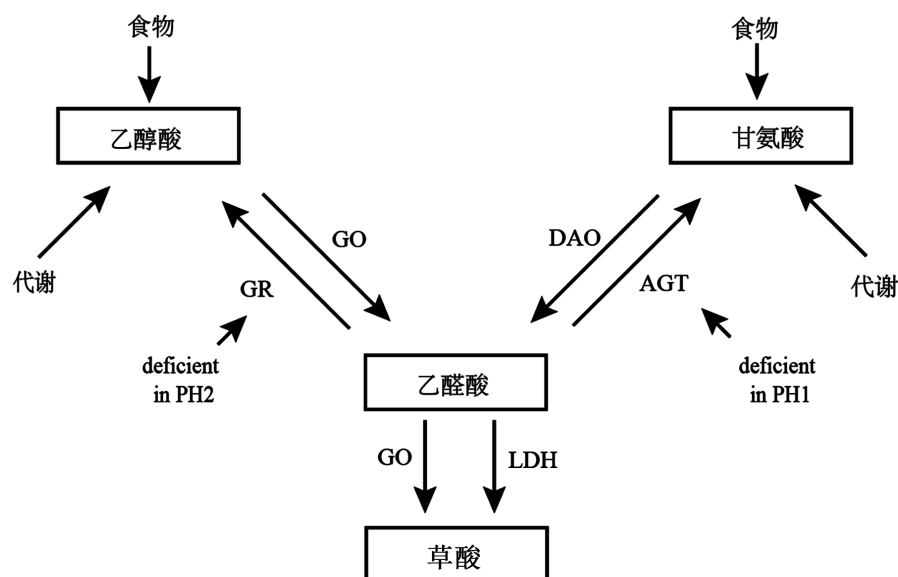 食物
食物
乙醇酸
甘氨酸
GO
DAO
代谢
GR
AGT
代谢
deficient
in PH2
deficient
in PH1
乙醛酸
GO
LDH
草酸